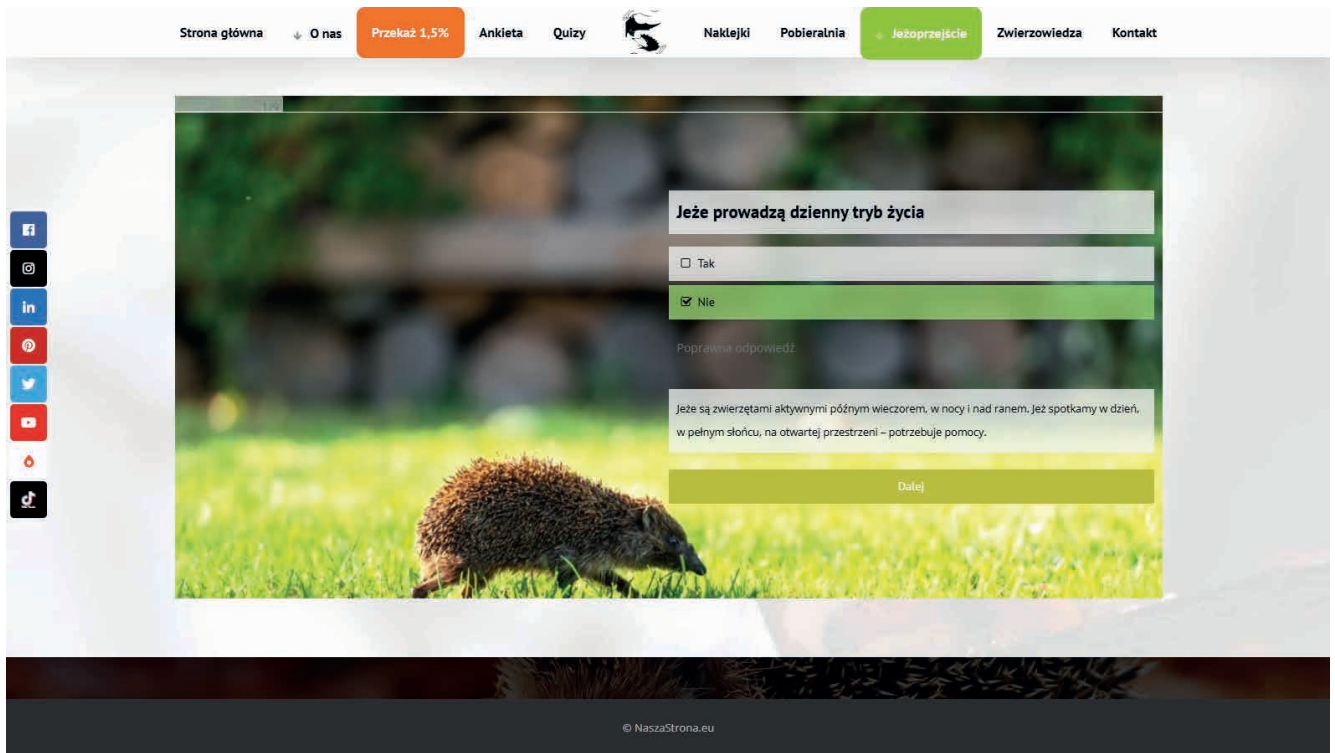 Strona główna
O nas
Przekaż 1,5%
Ankieta
Quizy
Naklejki
Pobieralnia
Jeżoprzejście
Zwierzowiedza
Kontakt
Jeże prowadzą dzienny tryb życia
Tak
Nie
Poprawna odpowiedź
Jeże są zwierzętami aktywnymi późnym wieczorem, w nocy i nad ranem. Jeż spotkamy w dzień,
w pełnym słońcu, na otwartej przestrzeni – potrzebuje pomocy.
Dalej
in
© NaszaStrona.eu